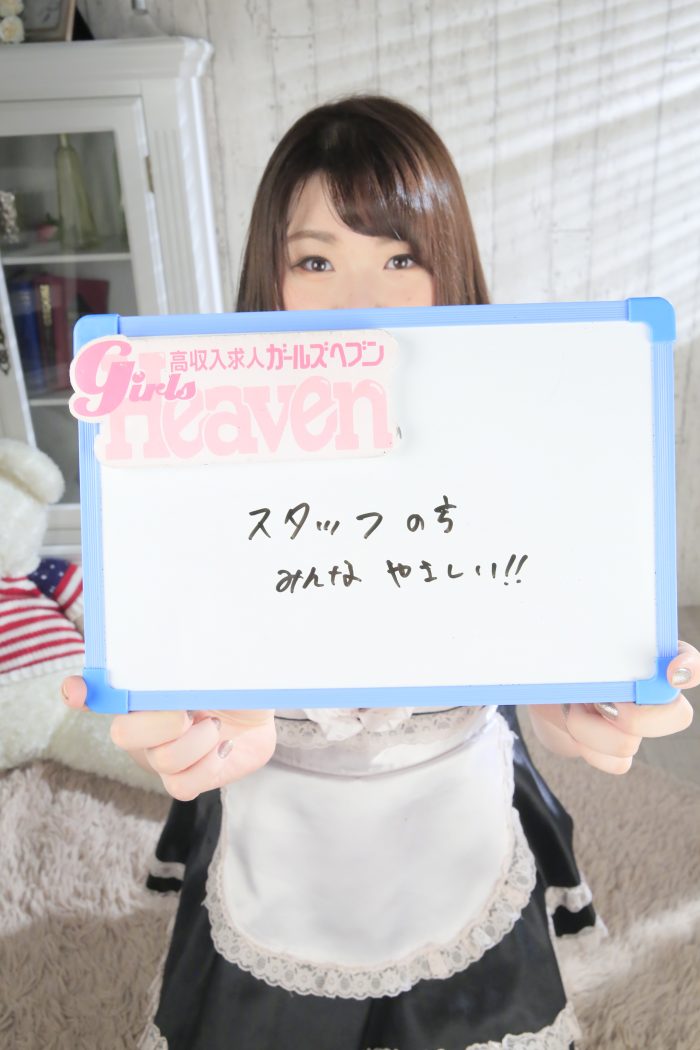 高収入求人ガールズヘブン
Girls
Heaven
スタッフの方
みんな やさしい!!